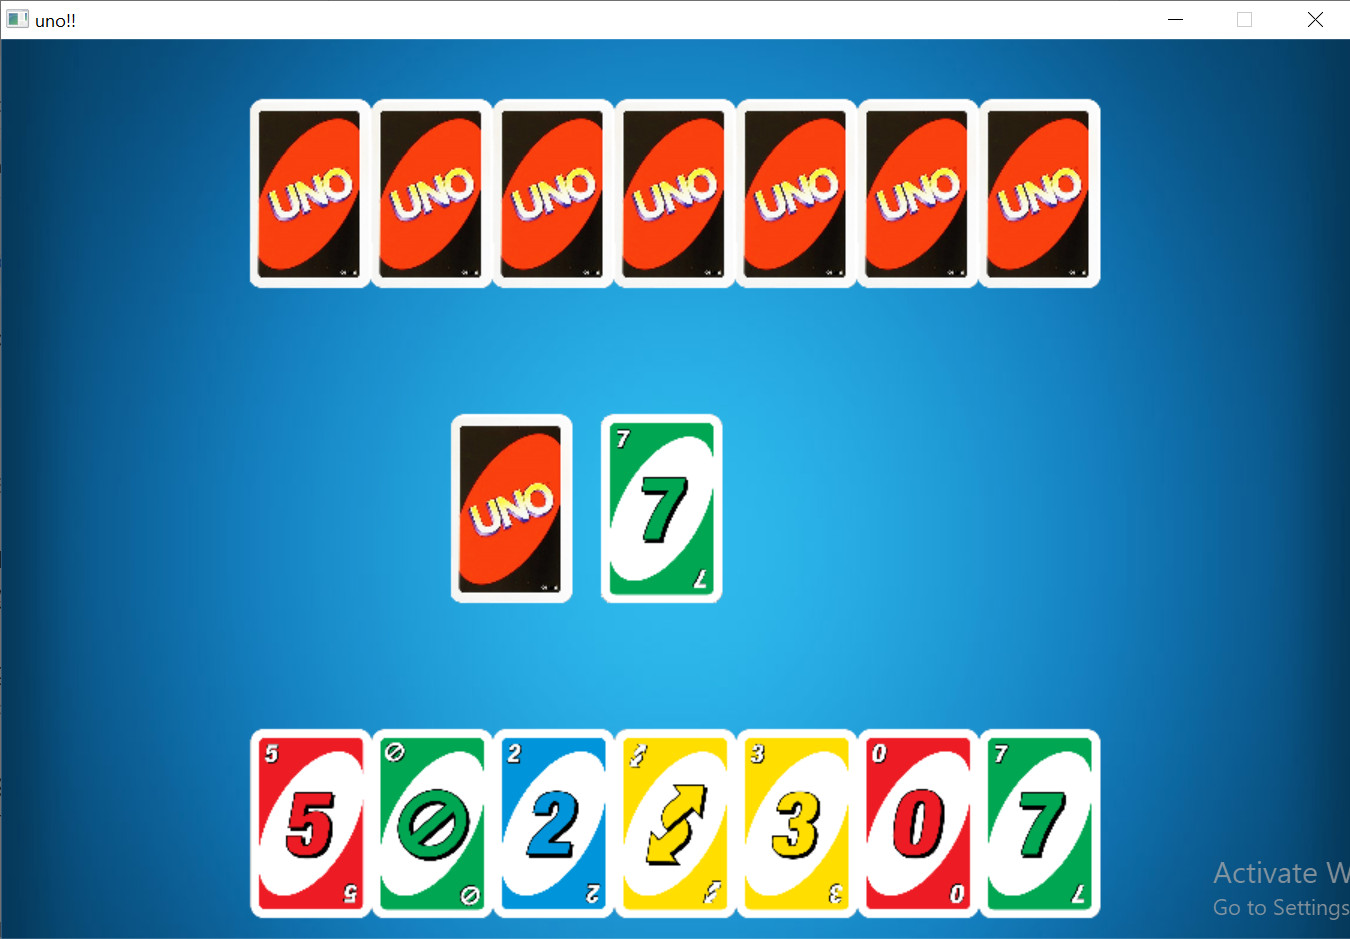 uno!!
UNO UNO UNO UNO UNO UNO UNO
7
UNO 7
7
5 2 3 0 7
5 2 3 0 7
5 2 3 0 7
Activate W
Go to Settings